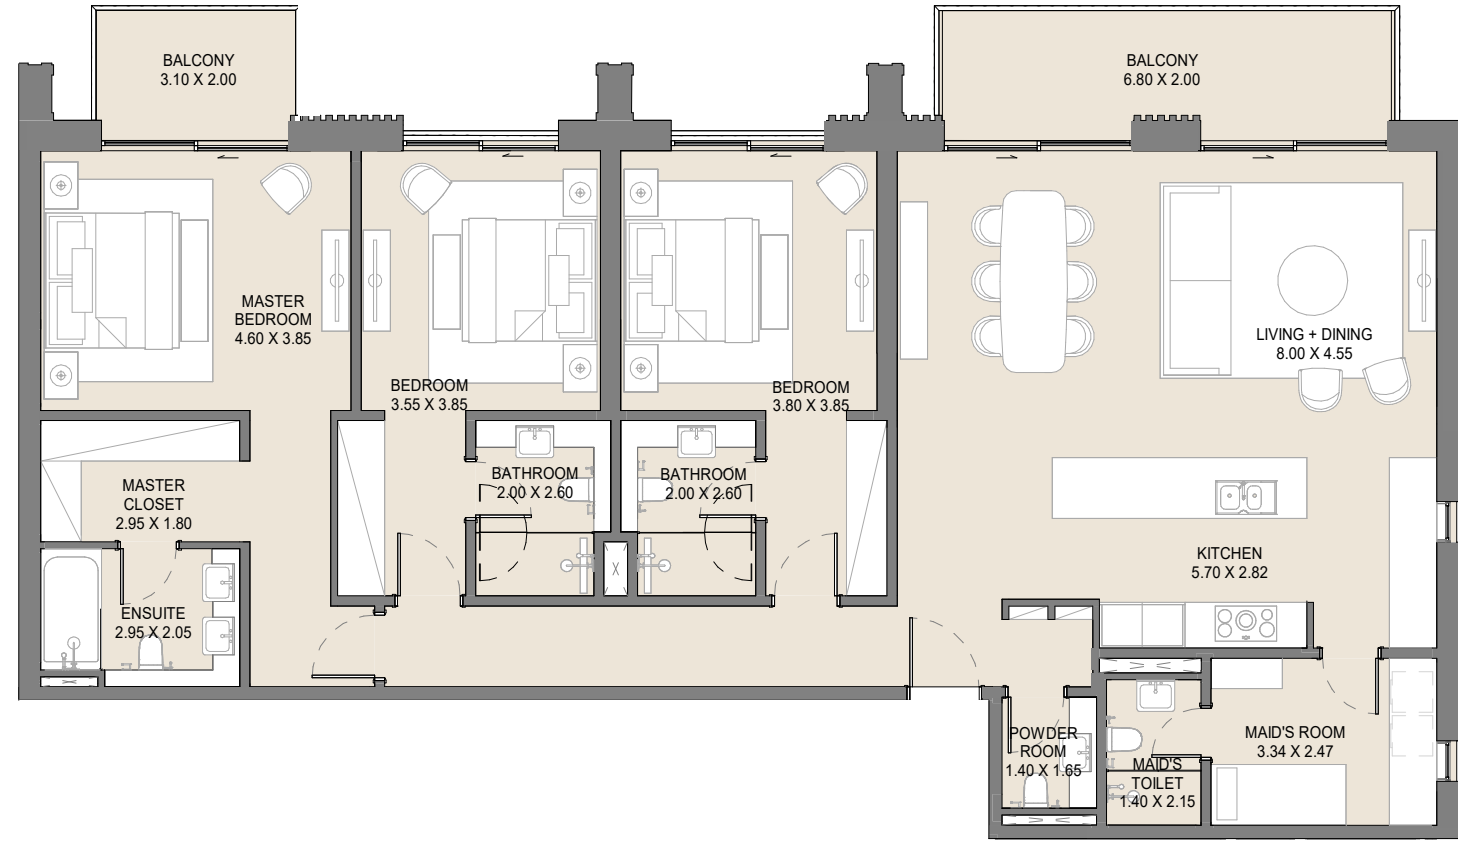 BALCONY
3.10 X 2.00
BALCONY
6.80 X 2.00
MASTER
BEDROOM
4.60 X 3.85
LIVING + DINING
8.00 X 4.55
BEDROOM
3.55 X 3.85
BEDROOM
3.80 X 3.85
BATHROOM
2.00 X 2.60
BATHROOM
2.00 X 2.60
MASTER
CLOSET
2.95 X 1.80
KITCHEN
5.70 X 2.82
ENSUITE
2.95 X 2.05
POWDER
ROOM
1.40 X 1.65
MAID'S
TOILET
1.40 X 2.15
MAID'S ROOM
3.34 X 2.47